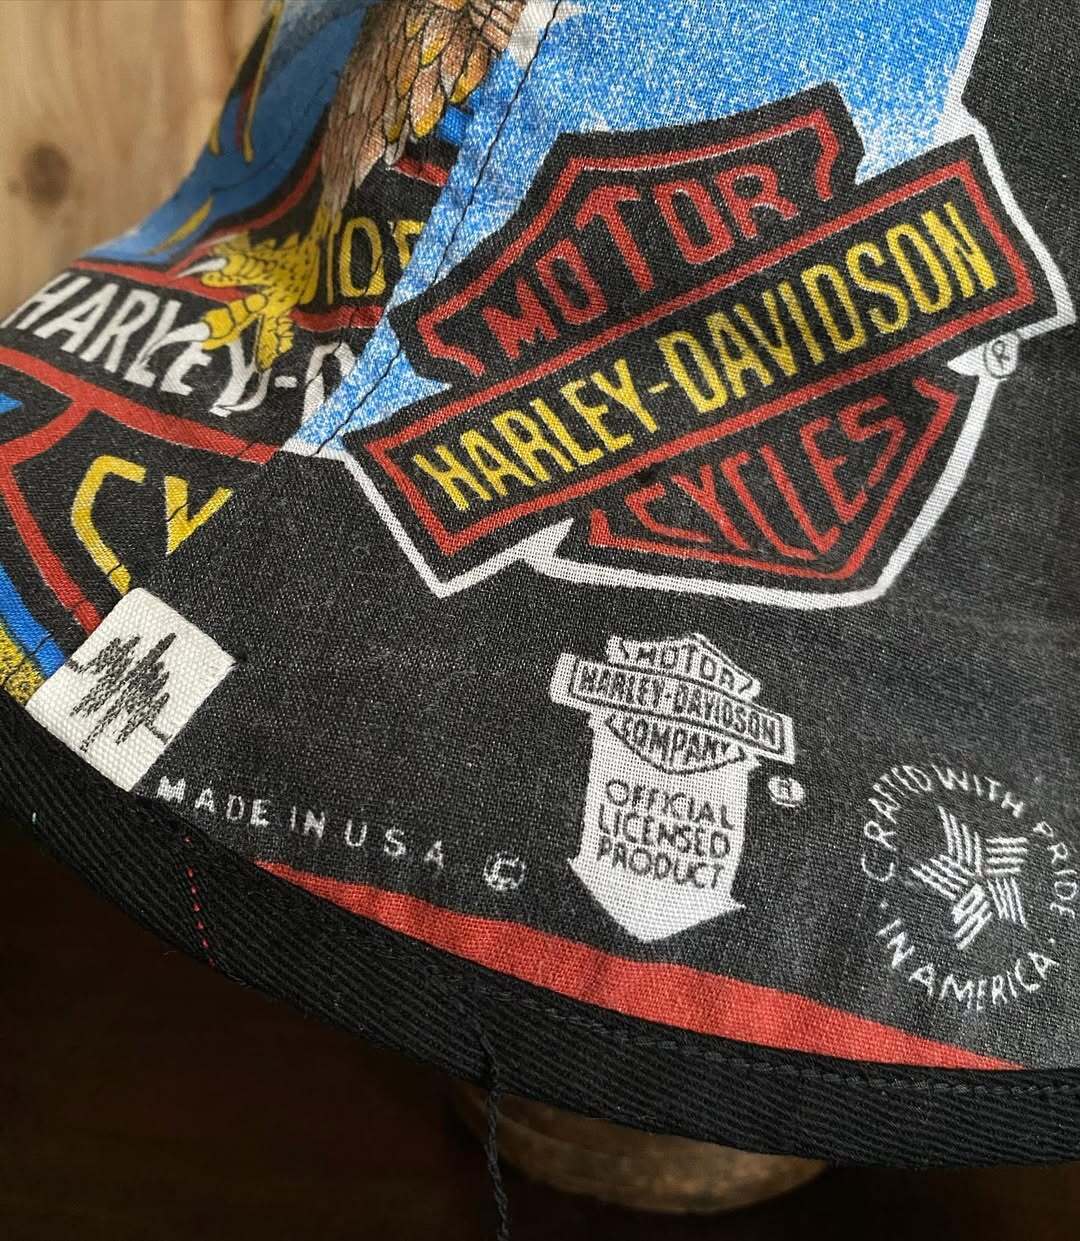 MOTOR
HARLEY-DAVIDSON
CYCLES
®
HARLEY-D
CY
MOTOR
HARLEY-DAVIDSON
COMPANY
OFFICIAL
LICENSED
PRODUCT
®
MADE IN U S A ©
CRAFTED WITH PRIDE
· IN AMERICA ·